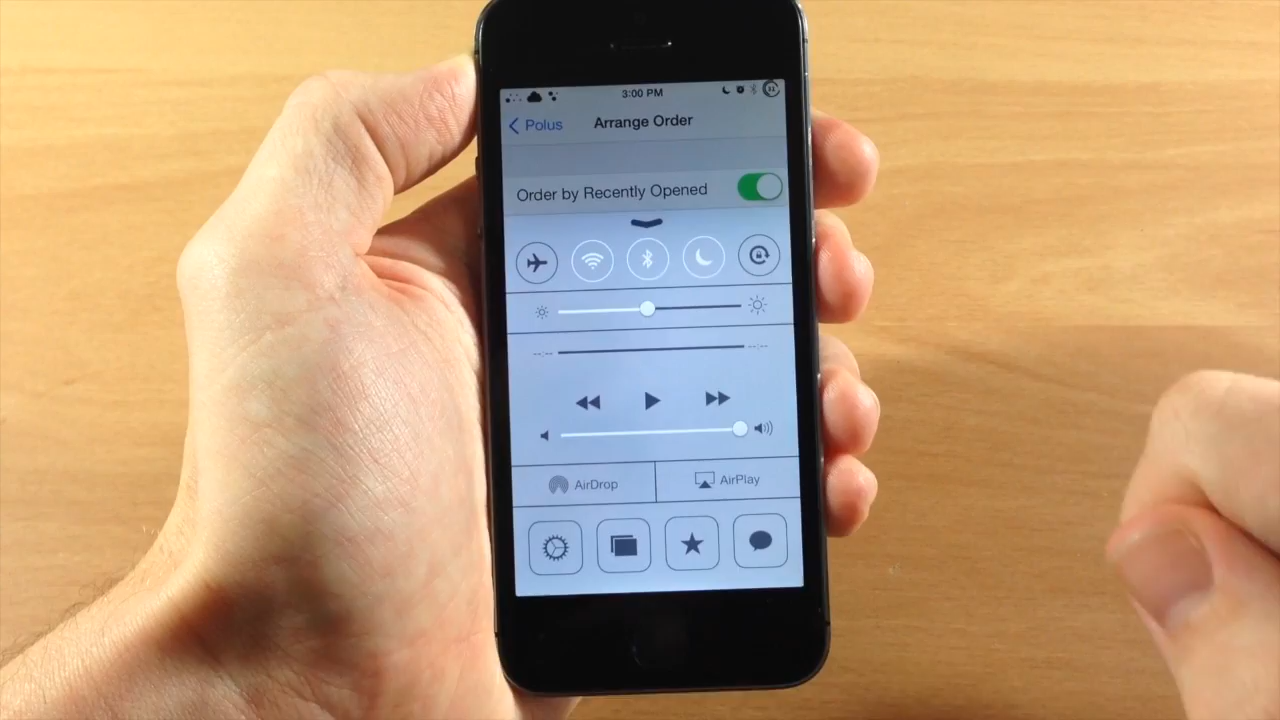 3:00 PM
Polus
Arrange Order
Order by Recently Opened
--:--
--:--
AirDrop
AirPlay